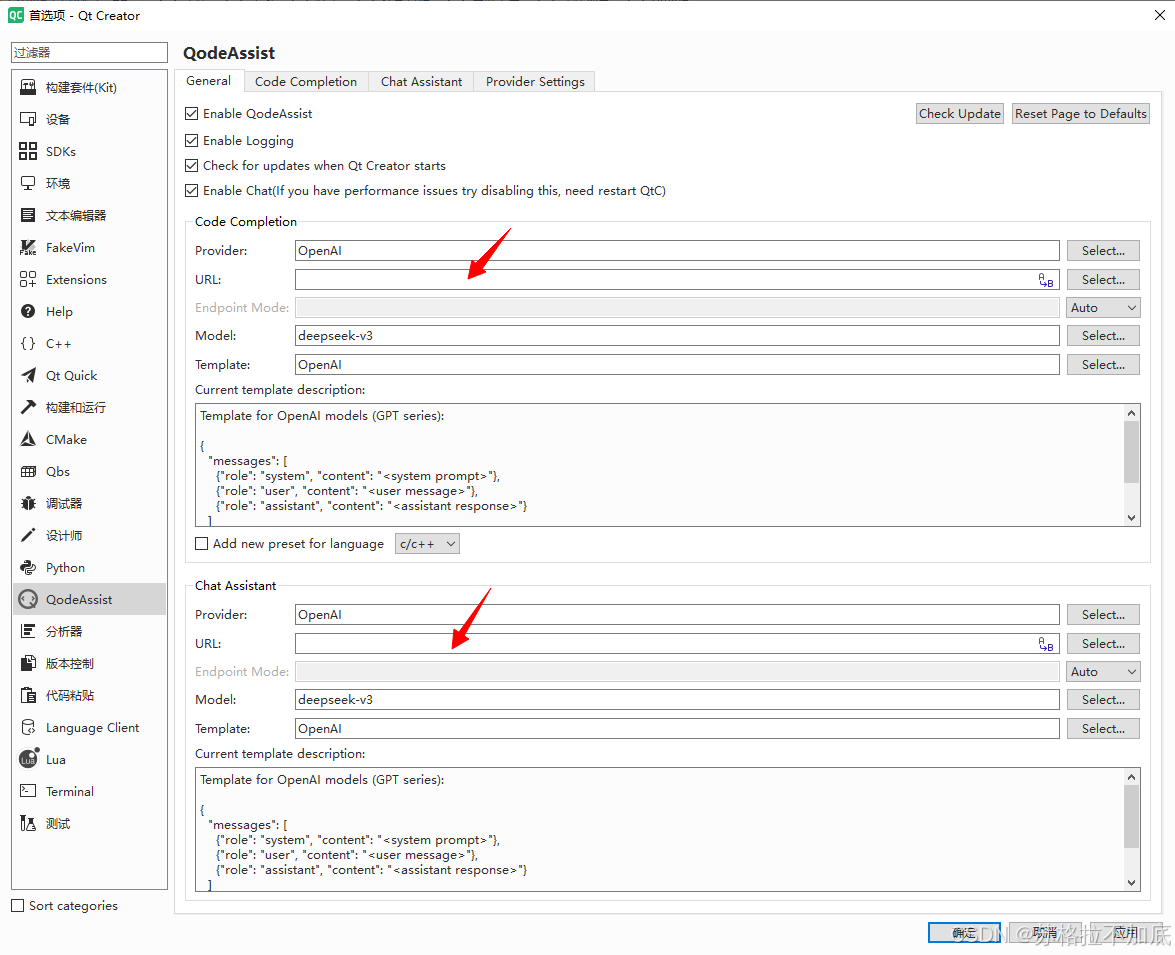 首选项 - Qt Creator
过滤器
构建套件(Kit)
设备
SDKs
环境
文本编辑器
FakeVim
Extensions
Help
C++
Qt Quick
构建和运行
CMake
Qbs
调试器
设计师
Python
QodeAssist
分析器
版本控制
代码粘贴
Language Client
Lua
Terminal
测试
Sort categories
QodeAssist
General Code Completion Chat Assistant Provider Settings
Enable QodeAssist Check Update Reset Page to Defaults
Enable Logging
Check for updates when Qt Creator starts
Enable Chat(If you have performance issues try disabling this, need restart QtC)
Code Completion
Provider: OpenAI Select...
URL: Select...
Endpoint Mode: Auto
Model: deepseek-v3 Select...
Template: OpenAI Select...
Current template description:
Template for OpenAI models (GPT series):
{
"messages": [
{"role": "system", "content": "<system prompt>"},
{"role": "user", "content": "<user message>"},
{"role": "assistant", "content": "<assistant response>"}
]
Add new preset for language c/c++
Chat Assistant
Provider: OpenAI Select...
URL: Select...
Endpoint Mode: Auto
Model: deepseek-v3 Select...
Template: OpenAI Select...
Current template description:
Template for OpenAI models (GPT series):
{
"messages": [
{"role": "system", "content": "<system prompt>"},
{"role": "user", "content": "<user message>"},
{"role": "assistant", "content": "<assistant response>"}
]
确定 取消 应用
CSDN @苏格拉不加底